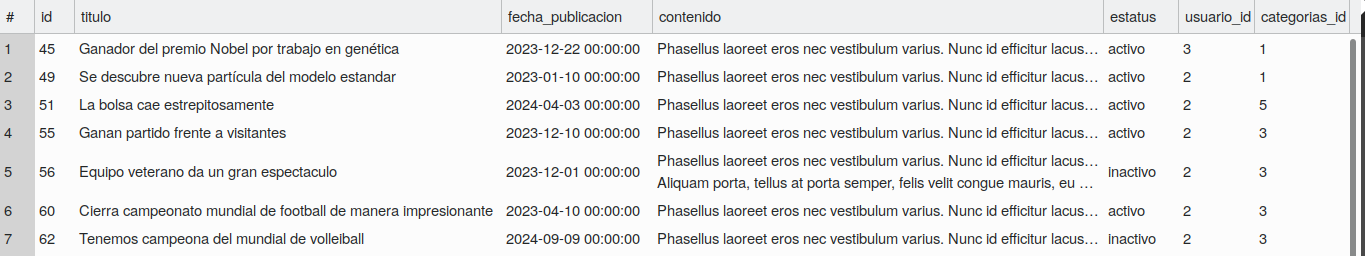 # id titulo fecha_publicacion contenido estatus usuario_id categorias_id
1 45 Ganador del premio Nobel por trabajo en genética 2023-12-22 00:00:00 Phasellus laoreet eros nec vestibulum varius. Nunc id efficitur lacus… activo 3 1
2 49 Se descubre nueva partícula del modelo estandar 2023-01-10 00:00:00 Phasellus laoreet eros nec vestibulum varius. Nunc id efficitur lacus… activo 2 1
3 51 La bolsa cae estrepitosamente 2024-04-03 00:00:00 Phasellus laoreet eros nec vestibulum varius. Nunc id efficitur lacus… activo 2 5
4 55 Ganan partido frente a visitantes 2023-12-10 00:00:00 Phasellus laoreet eros nec vestibulum varius. Nunc id efficitur lacus… activo 2 3
5 56 Equipo veterano da un gran espectaculo 2023-12-01 00:00:00 Phasellus laoreet eros nec vestibulum varius. Nunc id efficitur lacus… inactivo 2 3
Aliquam porta, tellus at porta semper, felis velit congue mauris, eu …
6 60 Cierra campeonato mundial de football de manera impresionante 2023-04-10 00:00:00 Phasellus laoreet eros nec vestibulum varius. Nunc id efficitur lacus… activo 2 3
7 62 Tenemos campeona del mundial de volleiball 2024-09-09 00:00:00 Phasellus laoreet eros nec vestibulum varius. Nunc id efficitur lacus… inactivo 2 3